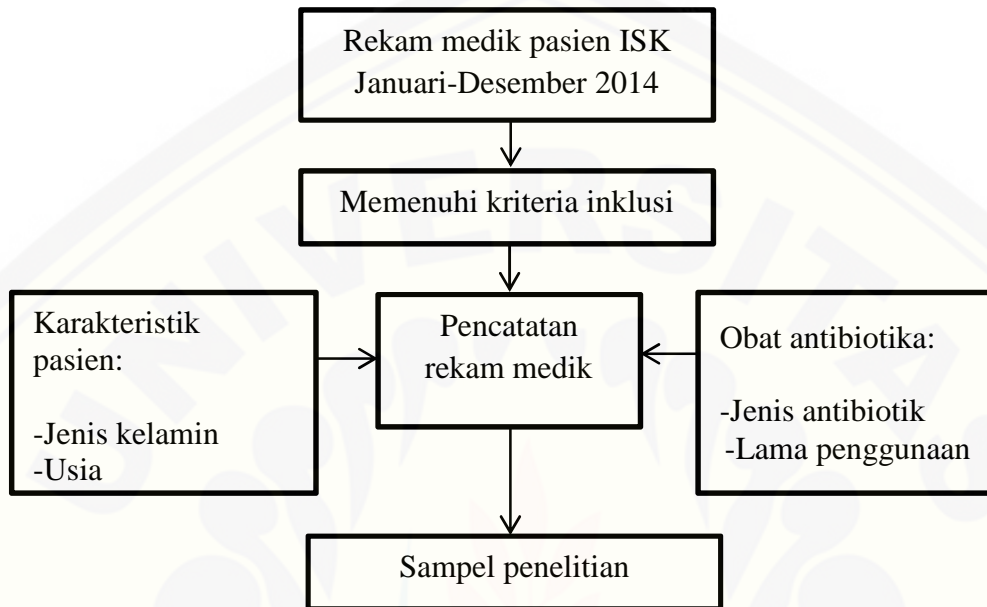 Rekam medik pasien ISK
Januari-Desember 2014
Memenuhi kriteria inklusi
Karakteristik
pasien:
-Jenis kelamin
-Usia
Pencatatan
rekam medik
Obat antibiotika:
-Jenis antibiotik
-Lama penggunaan
Sampel penelitian
UNIVERSITAS